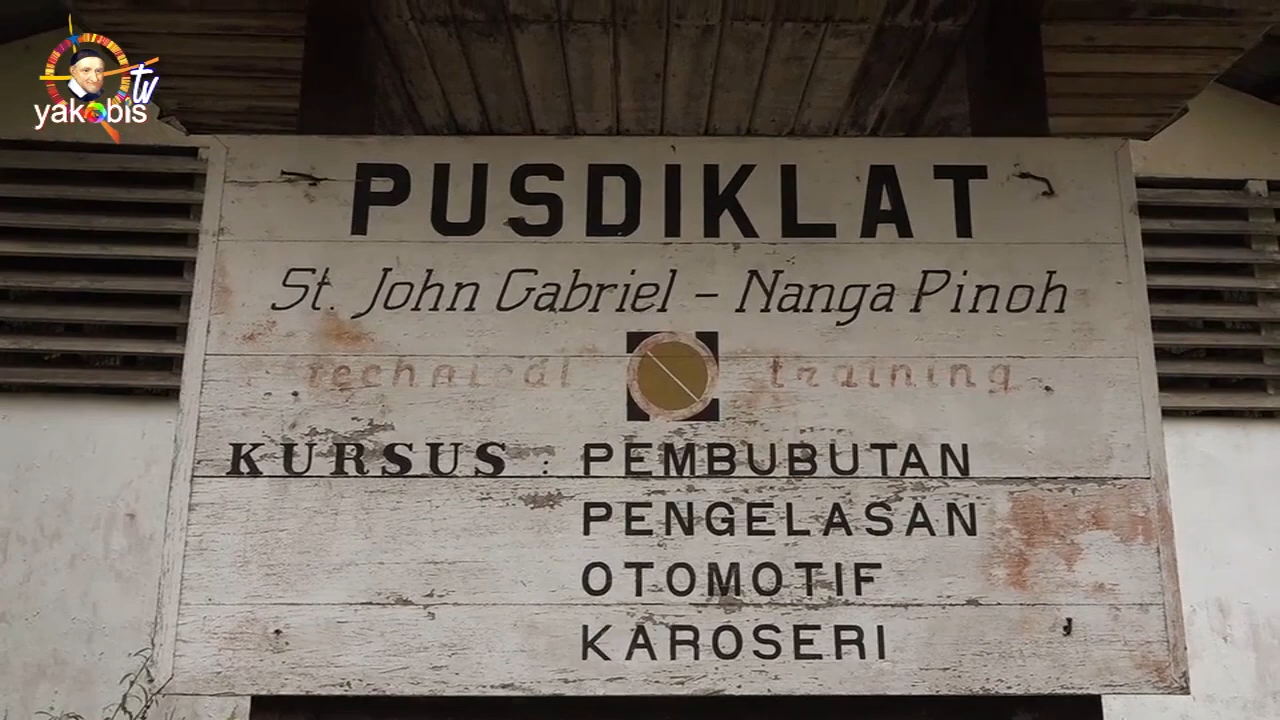 yakobis tv
PUSDIKLAT
St. John Gabriel - Nanga Pinoh
technical training
KURSUS : PEMBUBUTAN
PENGELASAN
OTOMOTIF
KAROSERI